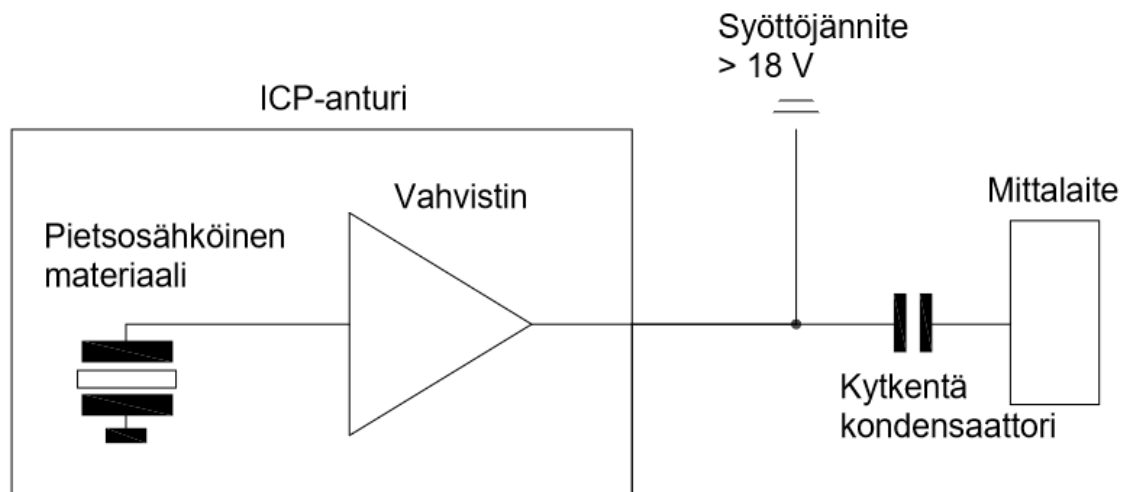 Syöttöjännite
> 18 V
ICP-anturi
Vahvistin
Mittalaite
Pietsosähköinen
materiaali
Kytkentä
kondensaattori